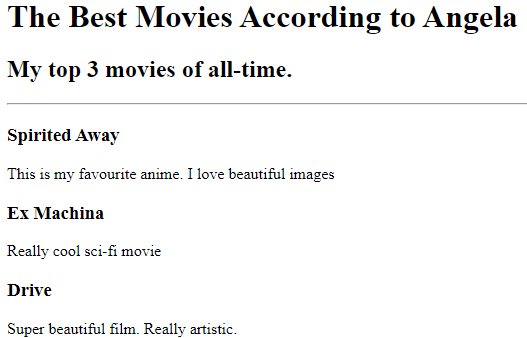 The Best Movies According to Angela
My top 3 movies of all-time.
Spirited Away
This is my favourite anime. I love beautiful images
Ex Machina
Really cool sci-fi movie
Drive
Super beautiful film. Really artistic.